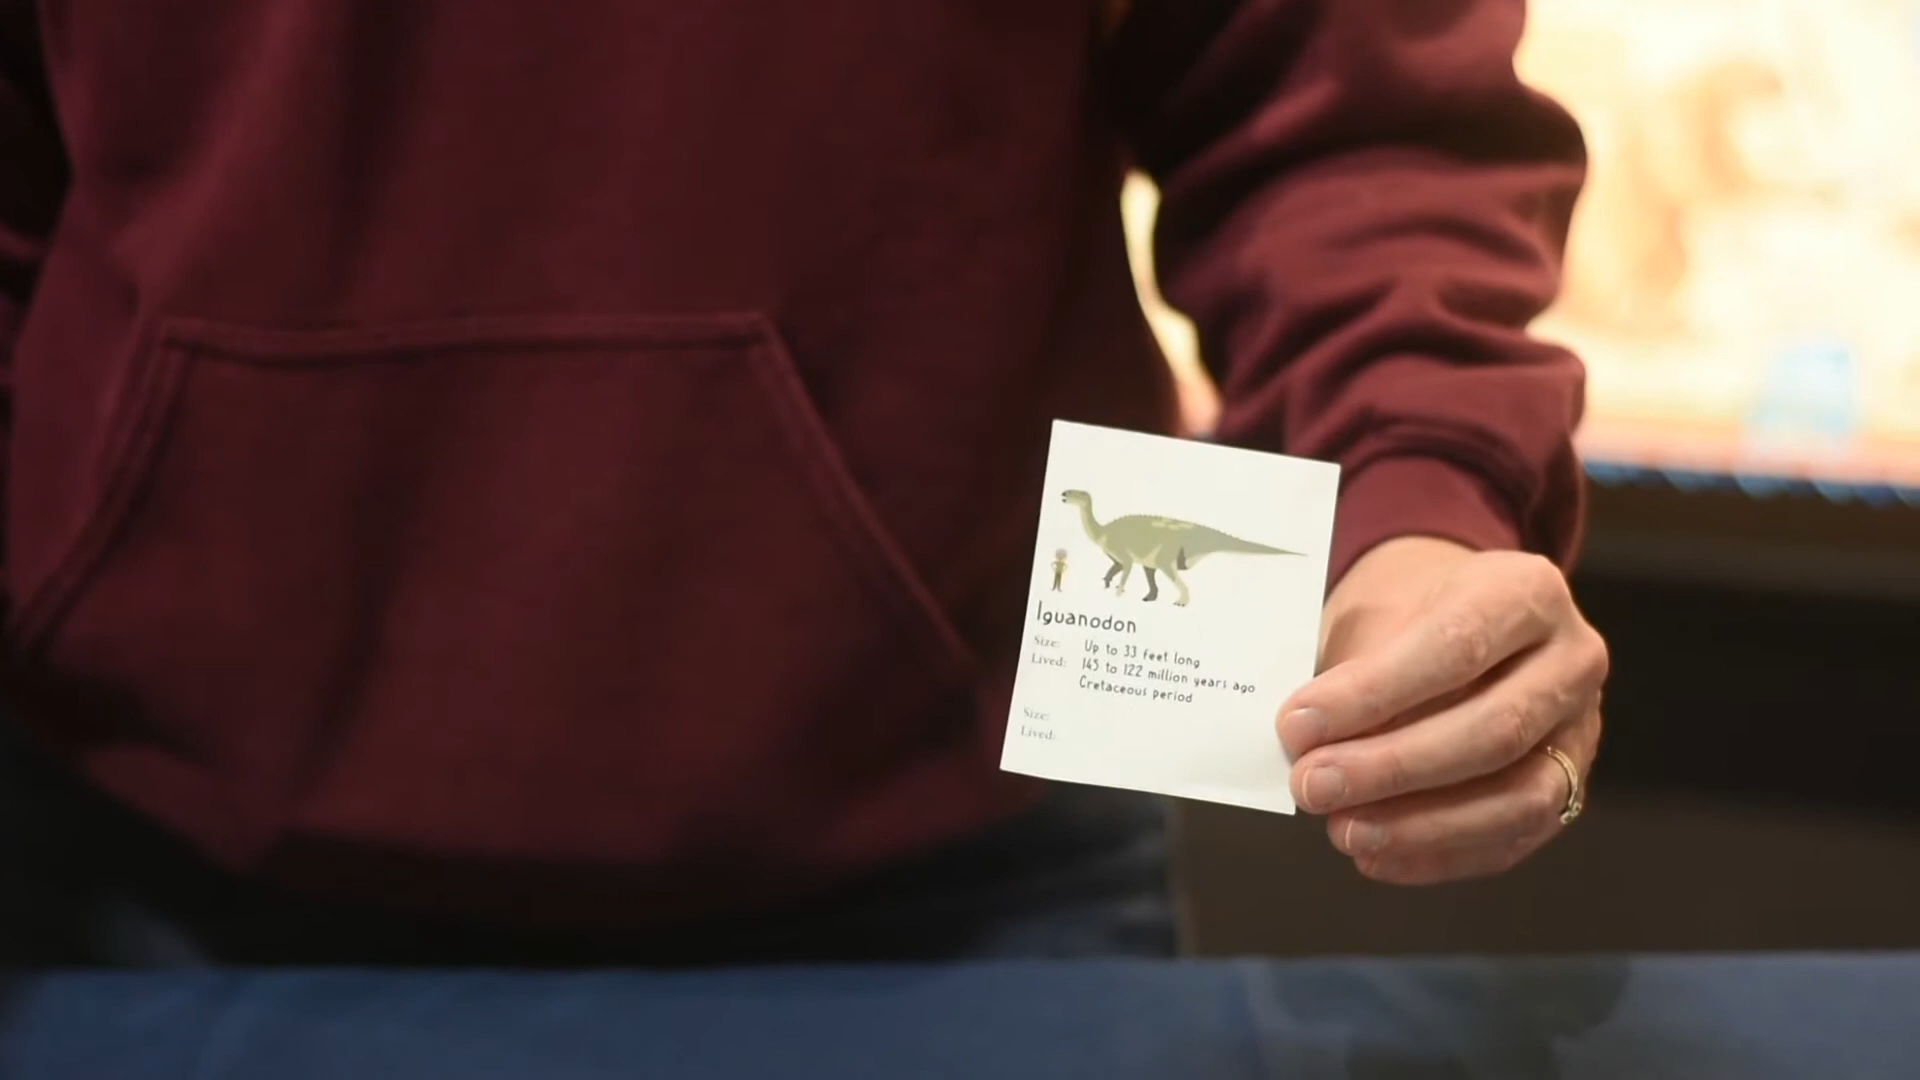 Iguanodon
Size: Up to 33 feet long
Lived: 145 to 122 million years ago
Cretaceous period
Size:
Lived: